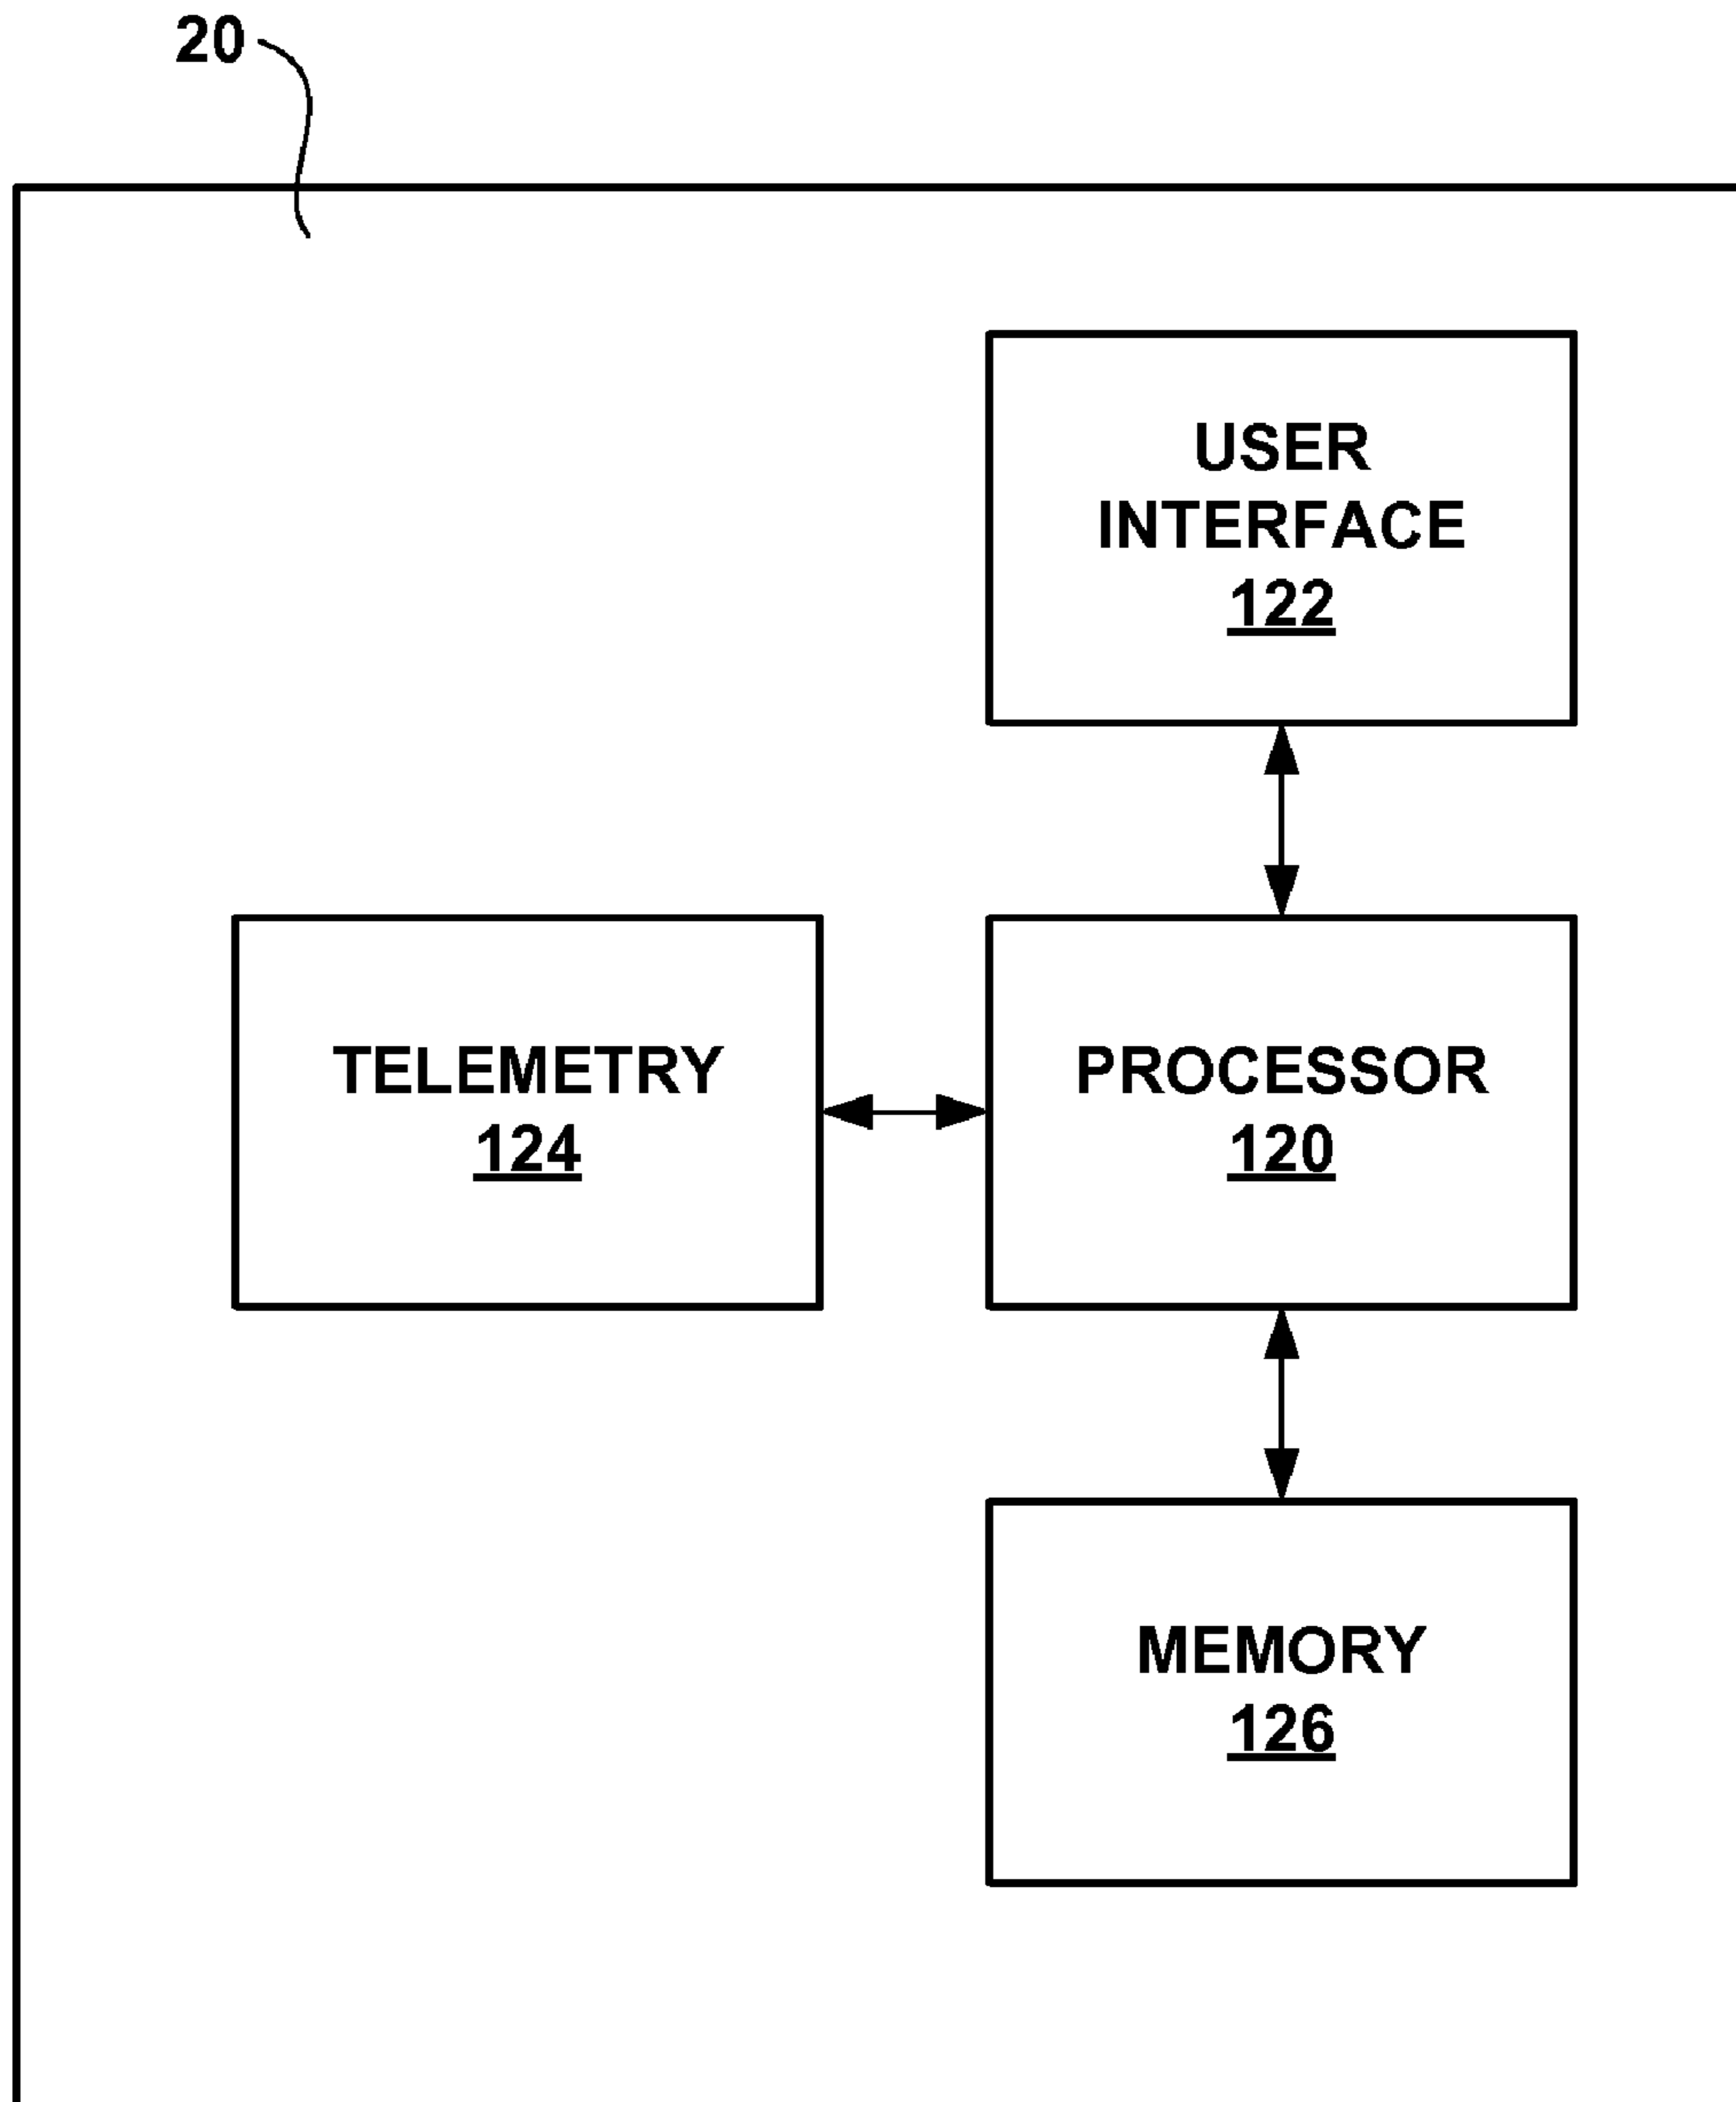 20
USER
INTERFACE
122
TELEMETRY
124
PROCESSOR
120
MEMORY
126